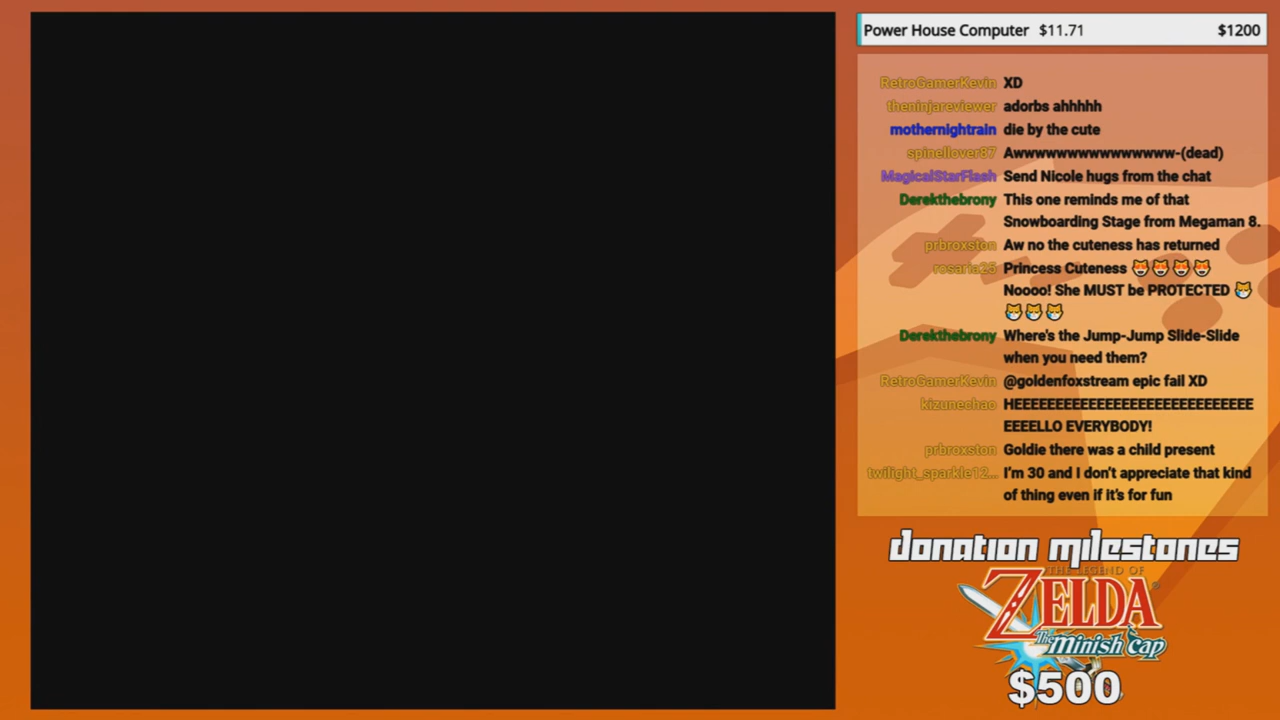 Power House Computer $11.71 $1200
RetroGamerKevin XD
theninjareviewer adorbs ahhhhh
mothernightrain die by the cute
spinellover87 Awwwwwwwwwwwwwwww-(dead)
MagicalStarFlash Send Nicole hugs from the chat
Derekthebrony This one reminds me of that
Snowboarding Stage from Megaman 8.
prbroxston Aw no the cuteness has returned
rosaria25 Princess Cuteness 😻😻😻😻
Noooo! She MUST be PROTECTED 😹
😹😹😹
Derekthebrony Where's the Jump-Jump Slide-Slide
when you need them?
RetroGamerKevin @goldenfoxstream epic fail XD
kizunechao HEEEEEEEEEEEEEEEEEEEEEEEEEEEEE
EEEELLO EVERYBODY!
prbroxston Goldie there was a child present
twilight_sparkle12... I'm 30 and I don't appreciate that kind
of thing even if it's for fun
donation milestones
THE LEGEND OF
ZELDA
The Minish Cap
$500